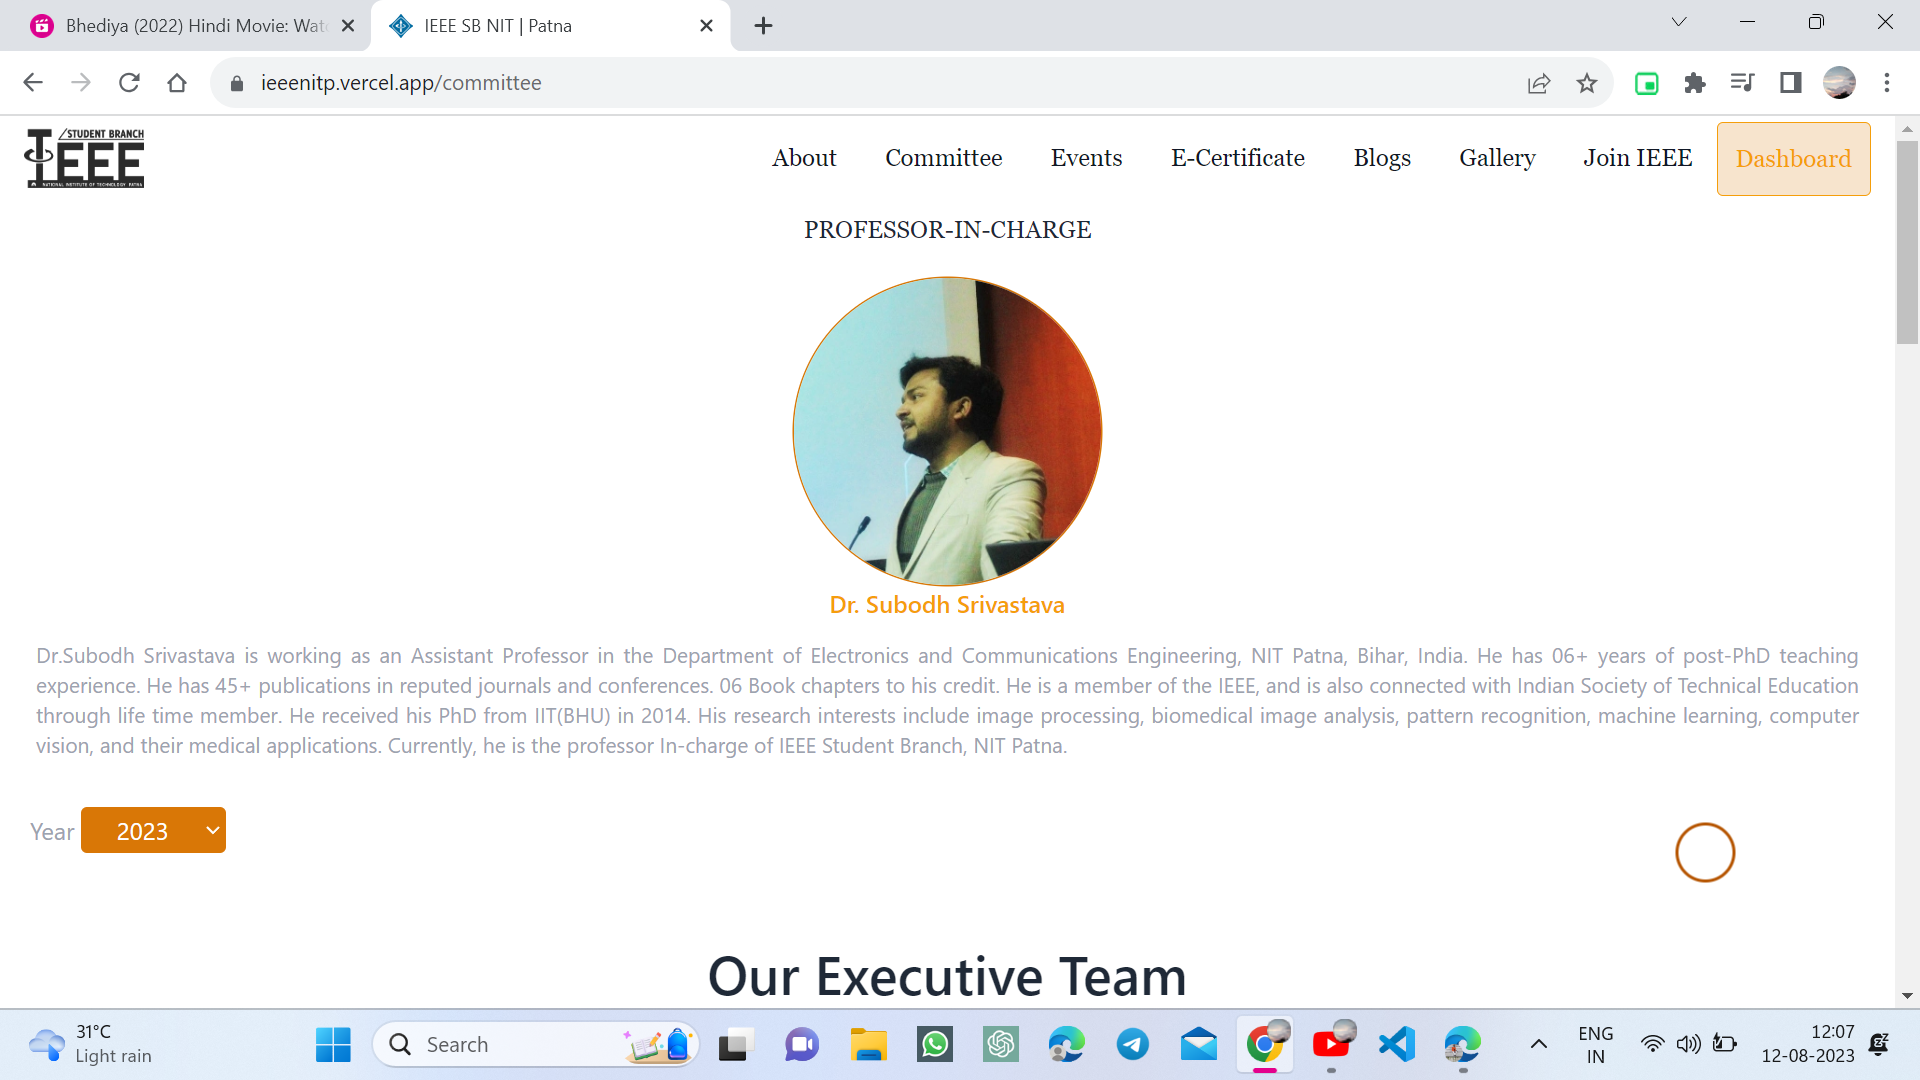 Bhediya (2022) Hindi Movie: Wat
IEEE SB NIT | Patna
ieeenitp.vercel.app/committee
STUDENT BRANCH
IEEE
NATIONAL INSTITUTE OF TECHNOLOGY PATNA
About
Committee
Events
E-Certificate
Blogs
Gallery
Join IEEE
Dashboard
PROFESSOR-IN-CHARGE
Dr. Subodh Srivastava
Dr.Subodh Srivastava is working as an Assistant Professor in the Department of Electronics and Communications Engineering, NIT Patna, Bihar, India. He has 06+ years of post-PhD teaching
experience. He has 45+ publications in reputed journals and conferences. 06 Book chapters to his credit. He is a member of the IEEE, and is also connected with Indian Society of Technical Education
through life time member. He received his PhD from IIT(BHU) in 2014. His research interests include image processing, biomedical image analysis, pattern recognition, machine learning, computer
vision, and their medical applications. Currently, he is the professor In-charge of IEEE Student Branch, NIT Patna.
Year 2023
Our Executive Team
31°C
Light rain
Search
ENG
IN
12:07
12-08-2023